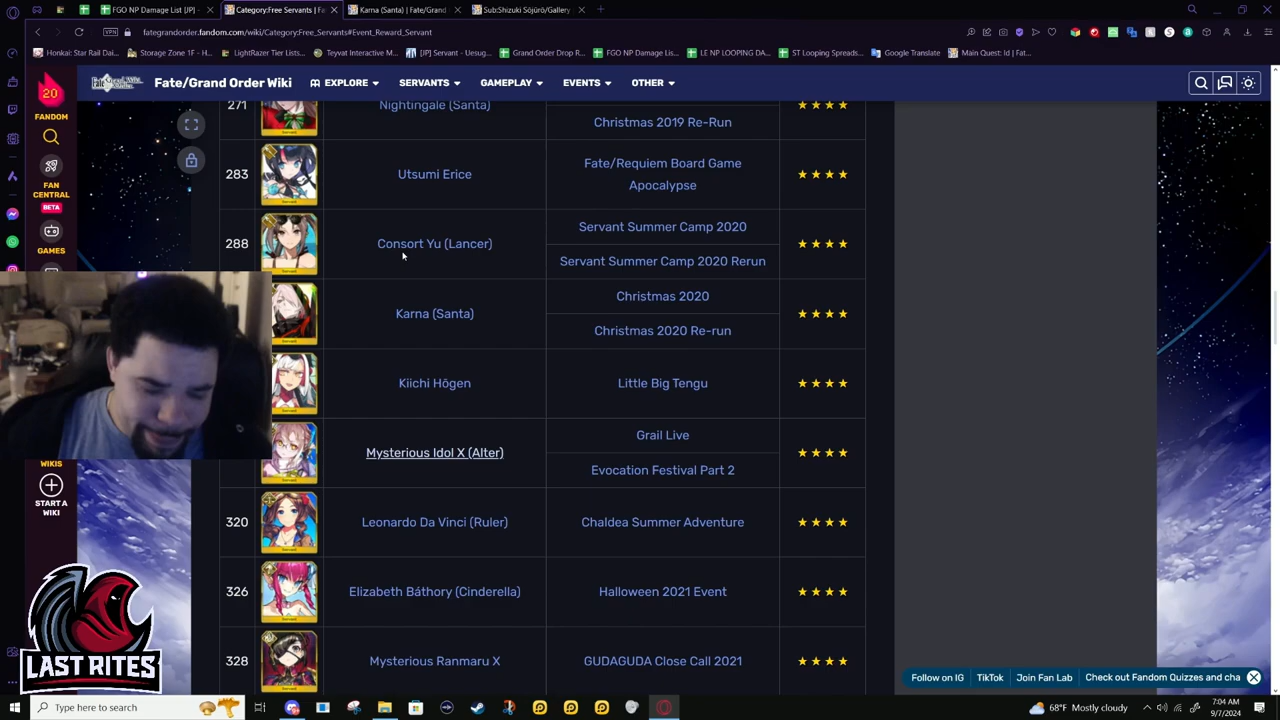 FGO NP Damage List [JP] -
Category:Free Servants | Fa
Karna (Santa) | Fate/Grand
Sub:Shizuki Sōjūrō/Gallery
VPN
fategrandorder.fandom.com/wiki/Category:Free_Servants#Event_Reward_Servant
Honkai: Star Rail Dai...
Storage Zone 1F - H...
LightRazer Tier Lists...
Teyvat Interactive M...
[JP] Servant - Uesug...
Grand Order Drop R...
FGO NP Damage Lis...
LE NP LOOPING DA...
ST Looping Spreads...
Google Translate
Main Quest: Id | Fat...
20
FANDOM
Fate/Grand Order Wiki
EXPLORE
SERVANTS
GAMEPLAY
EVENTS
OTHER
FAN
CENTRAL
BETA
GAMES
WIKIS
START A
WIKI
271 Nightingale (Santa) Christmas 2019 Re-Run ★★★★
283 Utsumi Erice Fate/Requiem Board Game
Apocalypse ★★★★
288 Consort Yu (Lancer) Servant Summer Camp 2020
Servant Summer Camp 2020 Rerun ★★★★
Karna (Santa) Christmas 2020
Christmas 2020 Re-run ★★★★
Kiichi Hōgen Little Big Tengu ★★★★
Mysterious Idol X (Alter) Grail Live
Evocation Festival Part 2 ★★★★
320 Leonardo Da Vinci (Ruler) Chaldea Summer Adventure ★★★★
326 Elizabeth Báthory (Cinderella) Halloween 2021 Event ★★★★
328 Mysterious Ranmaru X GUDAGUDA Close Call 2021 ★★★★
LAST RITES
Follow on IG
TikTok
Join Fan Lab
Check out Fandom Quizzes and cha
Type here to search
68°F Mostly cloudy
7:04 AM
9/7/2024